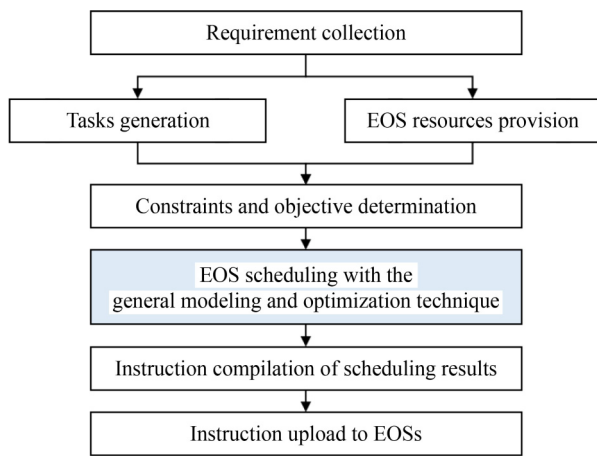 Requirement collection
Tasks generation
EOS resources provision
Constraints and objective determination
EOS scheduling with the
general modeling and optimization technique
Instruction compilation of scheduling results
Instruction upload to EOSs